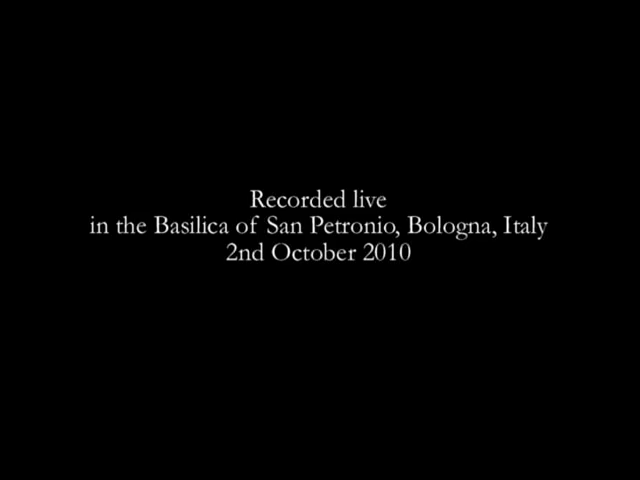 Recorded live
in the Basilica of San Petronio, Bologna, Italy
2nd October 2010